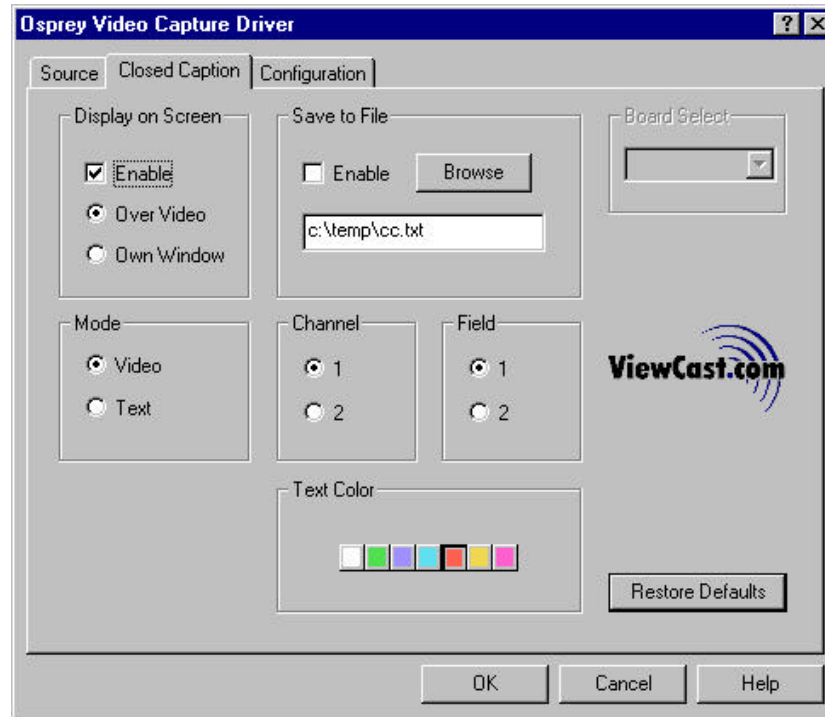 Osprey Video Capture Driver
Source
Closed Caption
Configuration
Display on Screen
Enable
Over Video
Own Window
Save to File
Enable
Browse
c:\temp\cc.txt
Board Select
Mode
Video
Text
Channel
1
2
Field
1
2
ViewCast.com
Text Color
Restore Defaults
OK
Cancel
Help